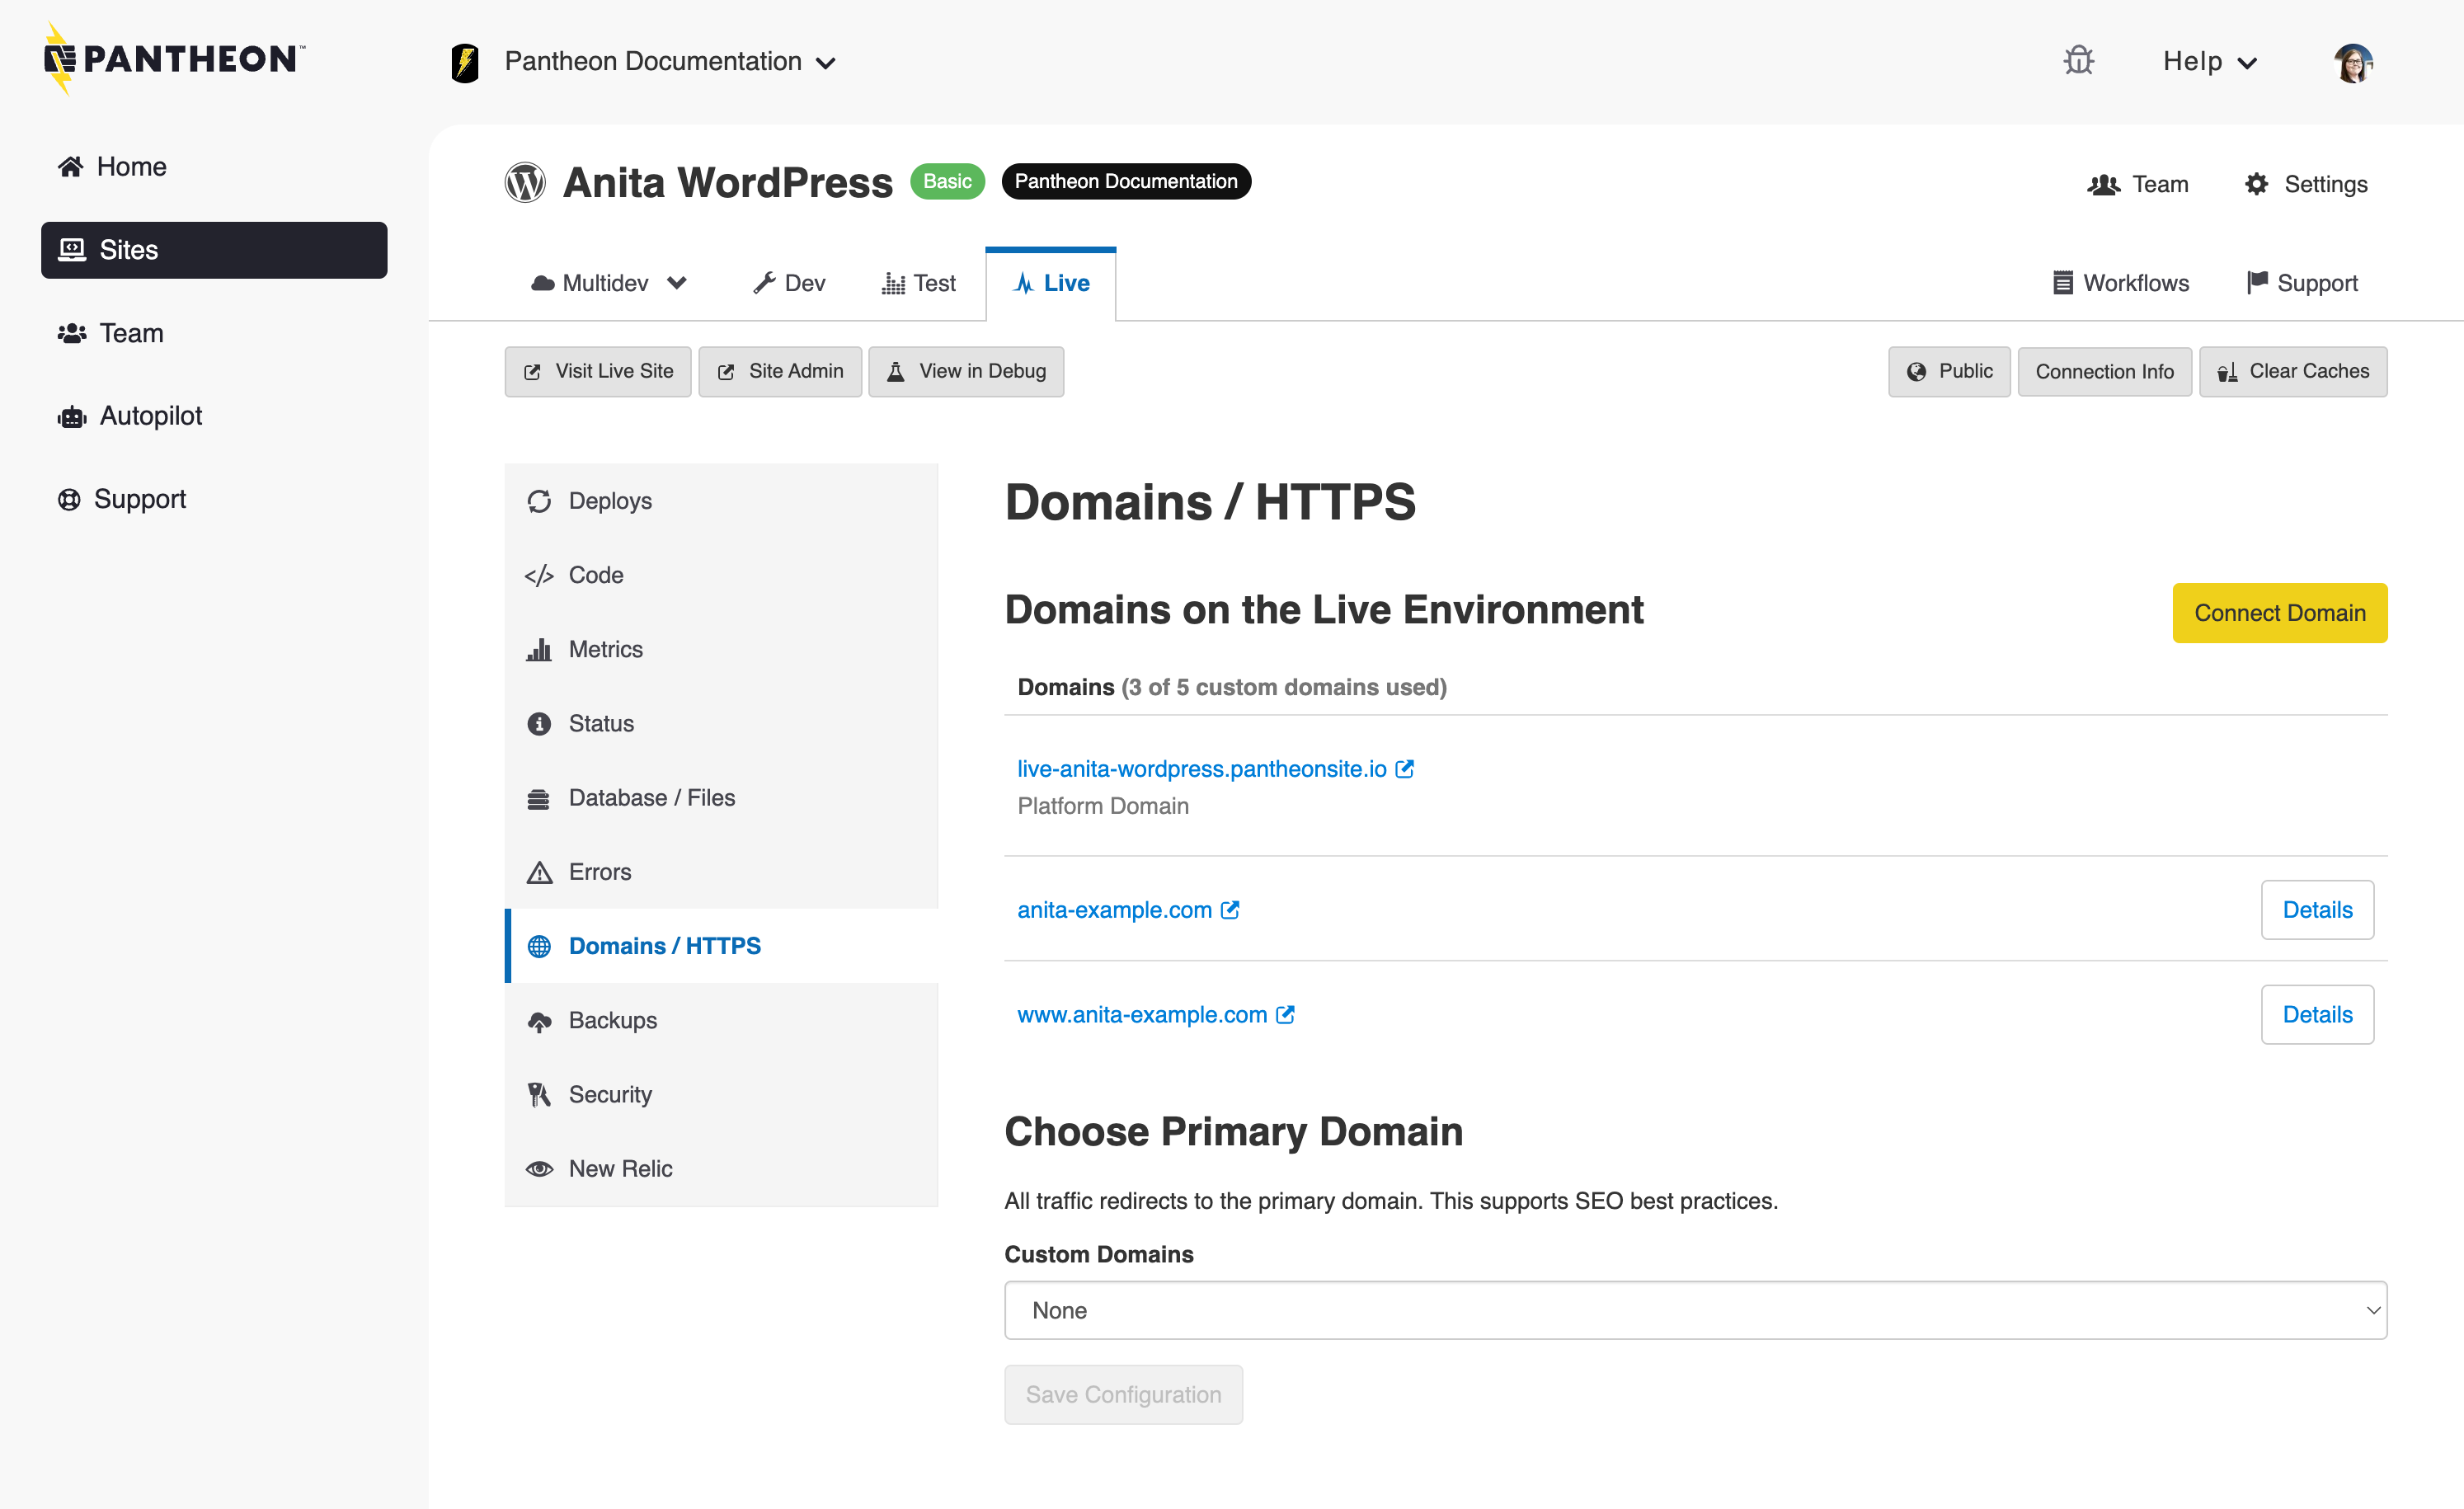 PANTHEON™
Pantheon Documentation
Help
Home
Sites
Team
Autopilot
Support
Anita WordPress
Basic
Pantheon Documentation
Team
Settings
Multidev
Dev
Test
Live
Workflows
Support
Visit Live Site
Site Admin
View in Debug
Public
Connection Info
Clear Caches
Deploys
Code
Metrics
Status
Database / Files
Errors
Domains / HTTPS
Backups
Security
New Relic
Domains / HTTPS
Domains on the Live Environment
Connect Domain
Domains (3 of 5 custom domains used)
live-anita-wordpress.pantheonsite.io
Platform Domain
anita-example.com
Details
www.anita-example.com
Details
Choose Primary Domain
All traffic redirects to the primary domain. This supports SEO best practices.
Custom Domains
None
Save Configuration